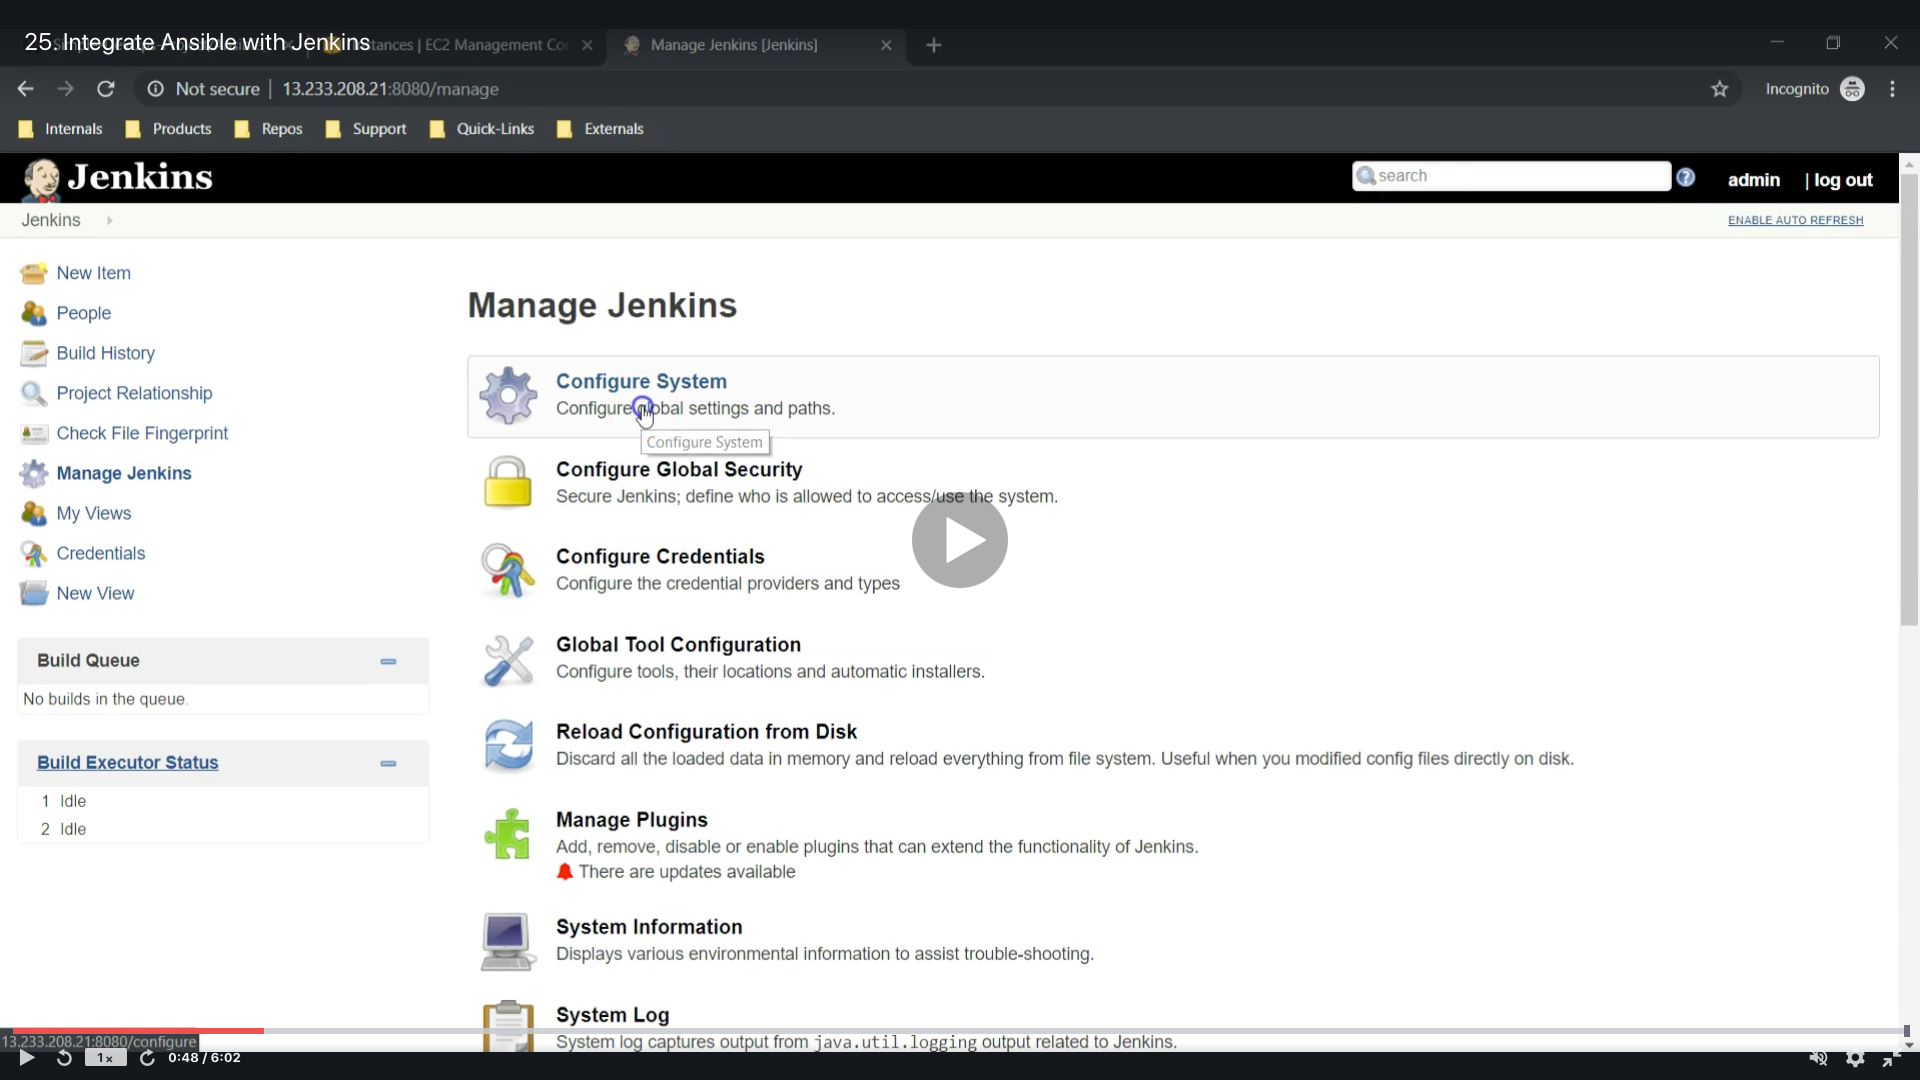 25. Integrate Ansible with Jenkins
tances | EC2 Management Co
Manage Jenkins [Jenkins]
Not secure | 13.233.208.21:8080/manage
Incognito
Internals
Products
Repos
Support
Quick-Links
Externals
Jenkins
search
admin
| log out
Jenkins
ENABLE AUTO REFRESH
New Item
People
Build History
Project Relationship
Check File Fingerprint
Manage Jenkins
My Views
Credentials
New View
Build Queue
No builds in the queue.
Build Executor Status
1 Idle
2 Idle
Manage Jenkins
Configure System
Configure global settings and paths.
Configure System
Configure Global Security
Secure Jenkins; define who is allowed to access/use the system.
Configure Credentials
Configure the credential providers and types
Global Tool Configuration
Configure tools, their locations and automatic installers.
Reload Configuration from Disk
Discard all the loaded data in memory and reload everything from file system. Useful when you modified config files directly on disk.
Manage Plugins
Add, remove, disable or enable plugins that can extend the functionality of Jenkins.
There are updates available
System Information
Displays various environmental information to assist trouble-shooting.
System Log
System log captures output from java.util.logging output related to Jenkins.
13.233.208.21:8080/configure
1x
0:48 / 6:02